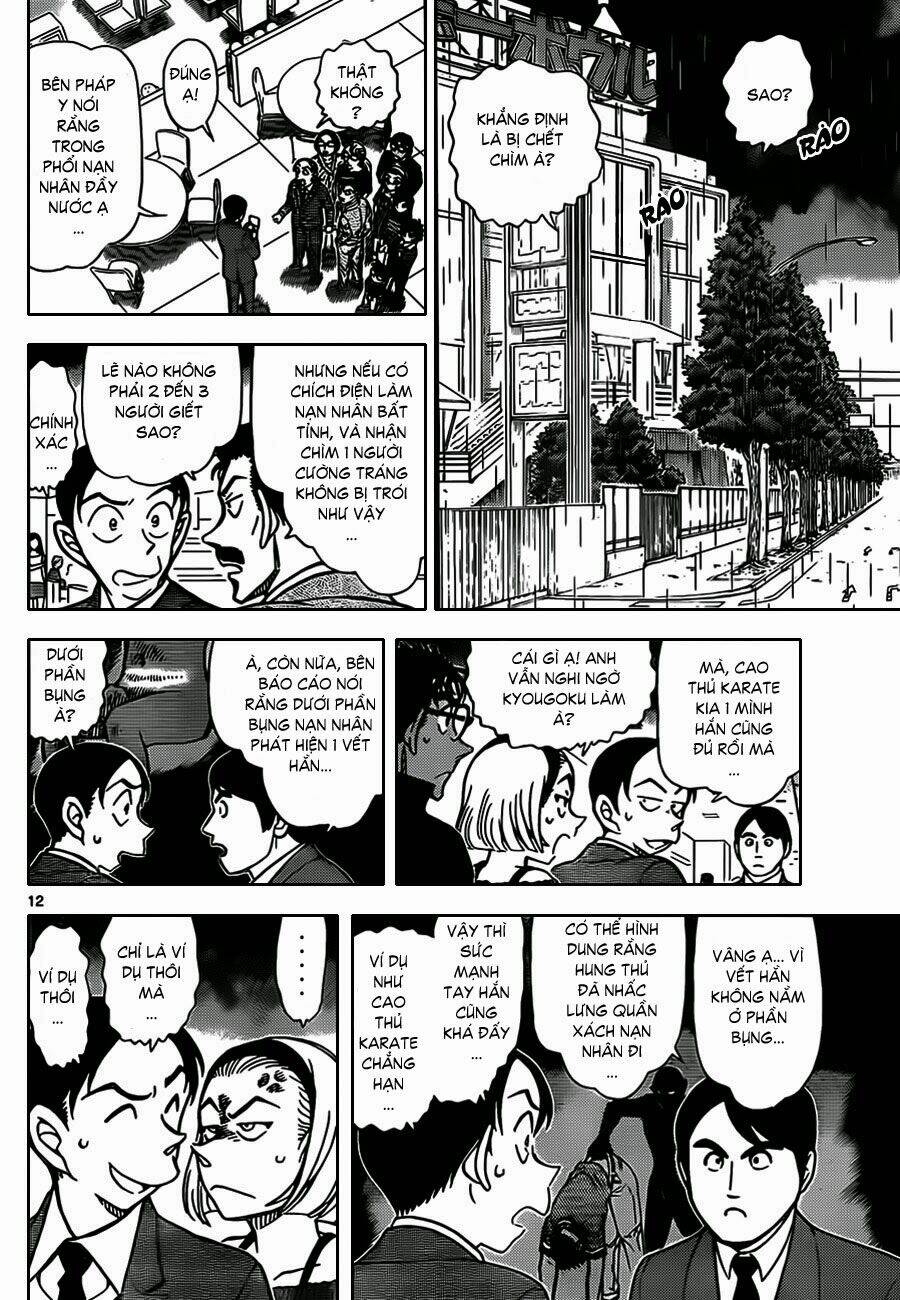 ーボウル
SAO?
KHẲNG ĐỊNH
LÀ BỊ CHẾT
CHÌM À?
RÀO
RÀO
THẬT
KHÔNG
?
ĐÚNG
Ạ!
BÊN PHÁP
Y NÓI
RẰNG
TRONG
PHỔI NẠN
NHÂN ĐẦY
NƯỚC Ạ
...
NHƯNG NẾU CÓ
CHÍCH ĐIỆN LÀM
NẠN NHÂN BẤT
TỈNH, VÀ NHẬN
CHÌM 1 NGƯỜI
CƯỜNG TRÁNG
KHÔNG BỊ TRÓI
NHƯ VẬY ...
LẼ NÀO KHÔNG
PHẢI 2 ĐẾN 3
NGƯỜI GIẾT
SAO?
CHÍNH
XÁC
...
MÀ, CAO
THỦ KARATE
KIA 1 MÌNH
HẮN CŨNG
ĐỦ RỒI MÀ
...
CÁI GÌ Ạ! ANH
VẪN NGHI NGỜ
KYOUGOKU LÀM
À?
À, CÒN NỮA, BÊN
BÁO CÁO NÓI
RẰNG DƯỚI PHẦN
BỤNG NẠN NHÂN
PHÁT HIỆN 1 VẾT
HẰN...
DƯỚI
PHẦN
BỤNG
À?
12
VÂNG Ạ... VÌ
VẾT HẰN
KHÔNG NẰM
Ở PHẦN
BỤNG...
CÓ THỂ HÌNH
DUNG RẰNG
HUNG THỦ
ĐÃ NHẤC
LƯNG QUẦN
XÁCH NẠN
NHÂN ĐI
...
VẬY THÌ
SỨC
MẠNH
TAY HẮN
CŨNG
KHÁ ĐẤY
...
VÍ DỤ
NHƯ
CAO
THỦ
KARATE
CHẲNG
HẠN
...
....
CHỈ LÀ VÍ
DỤ THÔI
MÀ
...
VÍ DỤ
THÔI
...